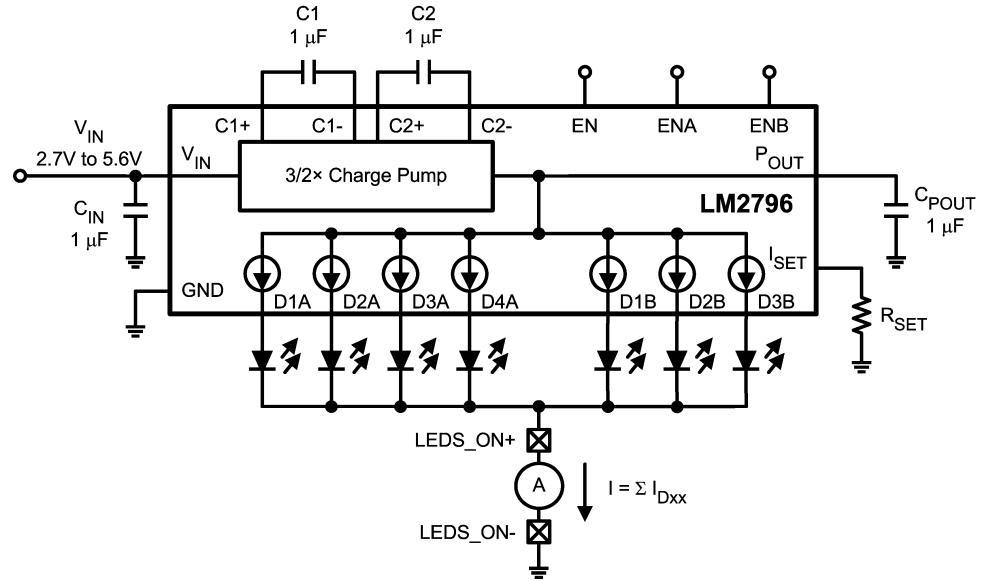 C1
1 µF
C2
1 µF
C1+
C1-
C2+
C2-
EN
ENA
ENB
V_IN
2.7V to 5.6V
V_IN
3/2× Charge Pump
P_OUT
LM2796
C_IN
1 µF
C_POUT
1 µF
I_SET
GND
D1A
D2A
D3A
D4A
D1B
D2B
D3B
R_SET
LEDS_ON+
A
I = Σ I_Dxx
LEDS_ON-